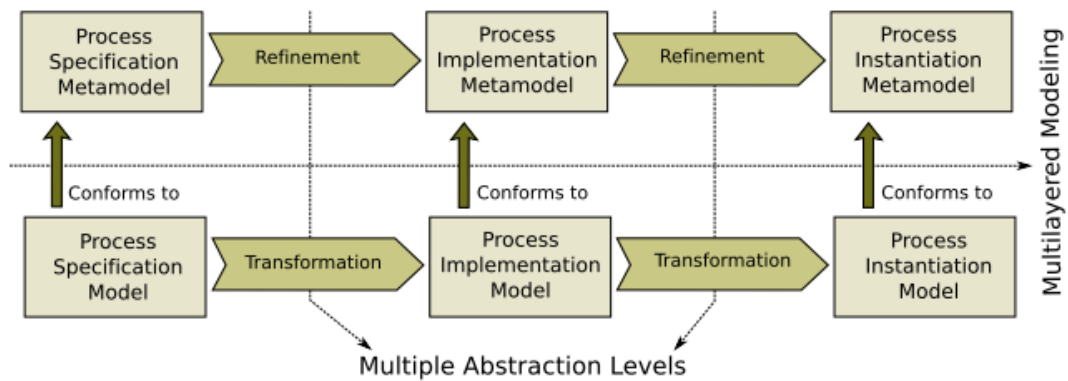 Process
Specification
Metamodel
Refinement
Process
Implementation
Metamodel
Refinement
Process
Instantiation
Metamodel
Conforms to
Conforms to
Conforms to
Process
Specification
Model
Transformation
Process
Implementation
Model
Transformation
Process
Instantiation
Model
Multilayered Modeling
Multiple Abstraction Levels